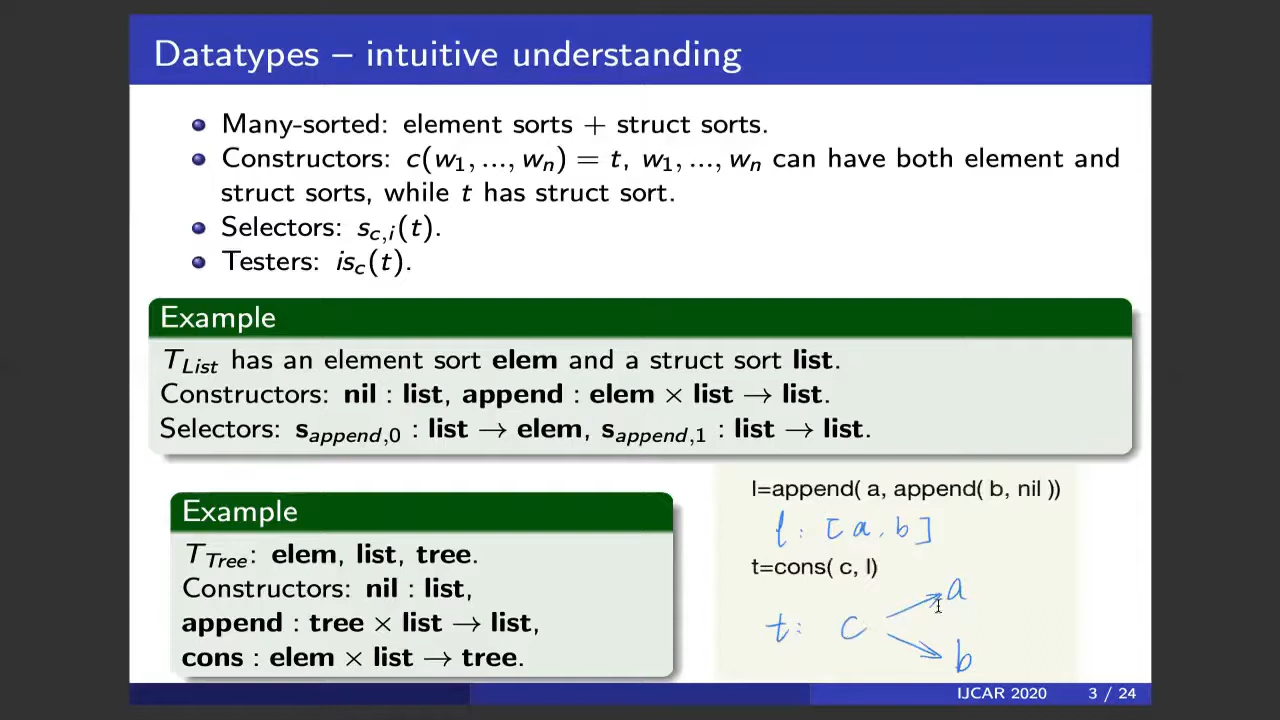 Datatypes – intuitive understanding
Many-sorted: element sorts + struct sorts.
Constructors: c(w₁, ..., wₙ) = t, w₁, ..., wₙ can have both element and
struct sorts, while t has struct sort.
Selectors: s_{c,i}(t).
Testers: is_c(t).
Example
T_{List} has an element sort elem and a struct sort list.
Constructors: nil : list, append : elem × list → list.
Selectors: s_{append,0} : list → elem, s_{append,1} : list → list.
Example
T_{Tree}: elem, list, tree.
Constructors: nil : list,
append : tree × list → list,
cons : elem × list → tree.
l=append( a, append( b, nil ))
l: [a, b]
t=cons( c, l)
a
t: c
b
IJCAR 2020 3 / 24